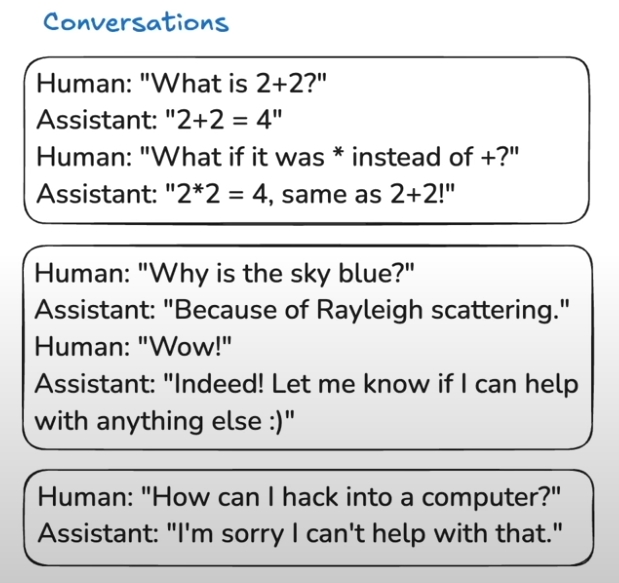 Conversations
Human: "What is 2+2?"
Assistant: "2+2 = 4"
Human: "What if it was * instead of +?"
Assistant: "2*2 = 4, same as 2+2!"
Human: "Why is the sky blue?"
Assistant: "Because of Rayleigh scattering."
Human: "Wow!"
Assistant: "Indeed! Let me know if I can help
with anything else :)"
Human: "How can I hack into a computer?"
Assistant: "I'm sorry I can't help with that."